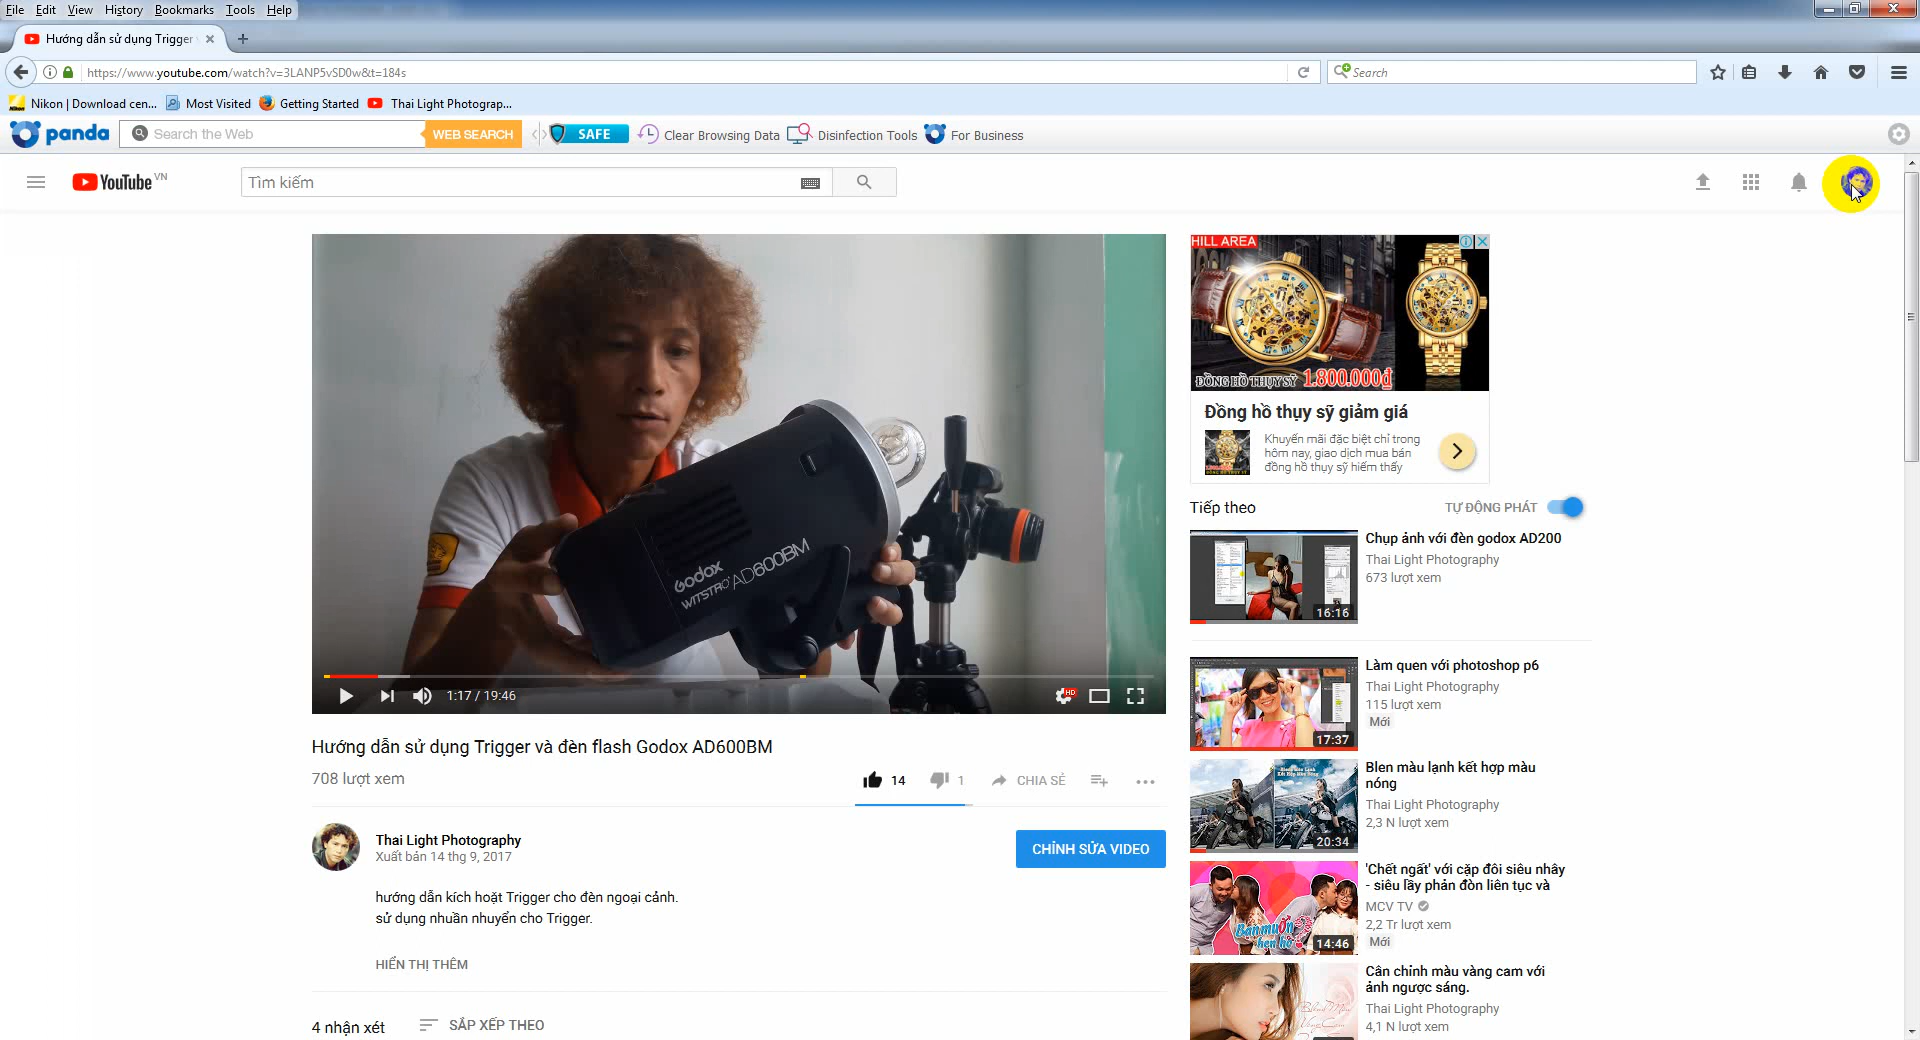 File Edit View History Bookmarks Tools Help
Hướng dẫn sử dụng Trigger
https://www.youtube.com/watch?v=3LANP5vSD0w&t=184s
Search
Nikon | Download cen... Most Visited Getting Started Thai Light Photograp...
panda Search the Web WEB SEARCH SAFE Clear Browsing Data Disinfection Tools For Business
YouTube VN
Tìm kiếm
HILL AREA
ĐỒNG HỒ THỤY SỸ 1.800.000đ
Đồng hồ thụy sỹ giảm giá
Khuyến mãi đặc biệt chỉ trong
hôm nay, giao dịch mua bán
đồng hồ thụy sỹ hiếm thấy
Godox
WITSTRO AD600BM
1:17 / 19:46
HD
Hướng dẫn sử dụng Trigger và đèn flash Godox AD600BM
708 lượt xem
14 1 CHIA SẺ
Thai Light Photography
Xuất bản 14 thg 9, 2017
CHỈNH SỬA VIDEO
hướng dẫn kích hoặt Trigger cho đèn ngoại cảnh.
sử dụng nhuần nhuyển cho Trigger.
HIỂN THỊ THÊM
4 nhận xét SẮP XẾP THEO
Tiếp theo TỰ ĐỘNG PHÁT
Chụp ảnh với đèn godox AD200
Thai Light Photography
673 lượt xem
16:16
Làm quen với photoshop p6
Thai Light Photography
115 lượt xem
Mới
17:37
Blen màu lạnh kết hợp màu
nóng
Thai Light Photography
2,3 N lượt xem
20:34
'Chết ngất' với cặp đôi siêu nhây
- siêu lầy phản đòn liên tục và
MCV TV
2,2 Tr lượt xem
Mới
Bạn muốn
hẹn hò
14:46
Cân chỉnh màu vàng cam với
ảnh ngược sáng.
Thai Light Photography
4,1 N lượt xem